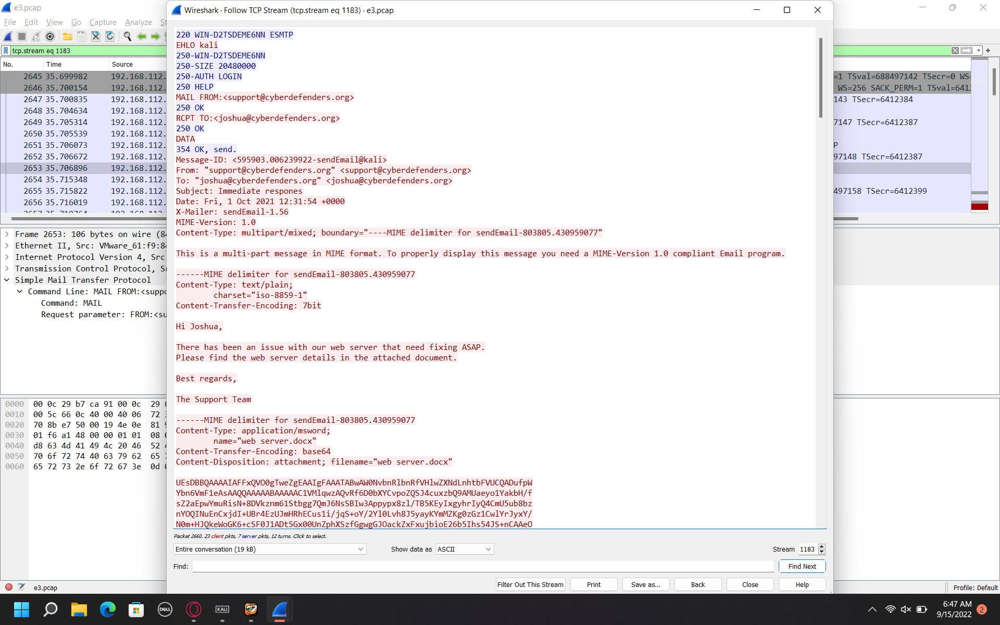 e3.pcap
File Edit View Go Capture Analyze St
tcp.stream eq 1183
No. Time Source
2645 35.699982 192.168.112.
2646 35.700154 192.168.112.
2647 35.700835 192.168.112.
2648 35.704634 192.168.112.
2649 35.705314 192.168.112.
2650 35.705539 192.168.112.
2651 35.706073 192.168.112.
2652 35.706672 192.168.112.
2653 35.706896 192.168.112.
2654 35.715348 192.168.112.
2655 35.715822 192.168.112.
2656 35.716019 192.168.112.
Frame 2653: 106 bytes on wire (84
Ethernet II, Src: VMware_61:f9:84
Internet Protocol Version 4, Src
Transmission Control Protocol, Sr
Simple Mail Transfer Protocol
Command Line: MAIL FROM:<suppo
Command: MAIL
Request parameter: FROM:<su
0000 00 0c 29 b7 ca 91 00 0c 29 6
0010 00 5c 66 0c 40 00 40 06 72 3
0020 70 8b e7 50 00 19 4e 0e 81 9
0030 01 f6 a1 48 00 00 01 01 08 0
0040 d8 63 4d 41 49 4c 20 46 52 4
0050 70 6f 72 74 40 63 79 62 65 7
0060 65 72 73 2e 6f 72 67 3e 0d 0
e3.pcap
Wireshark · Follow TCP Stream (tcp.stream eq 1183) · e3.pcap
220 WIN-D2TSDEME6NN ESMTP
EHLO kali
250-WIN-D2TSDEME6NN
250-SIZE 20480000
250-AUTH LOGIN
250 HELP
MAIL FROM:<support@cyberdefenders.org>
250 OK
RCPT TO:<joshua@cyberdefenders.org>
250 OK
DATA
354 OK, send.
Message-ID: <595903.006239922-sendEmail@kali>
From: "support@cyberdefenders.org" <support@cyberdefenders.org>
To: "joshua@cyberdefenders.org" <joshua@cyberdefenders.org>
Subject: Immediate respones
Date: Fri, 1 Oct 2021 12:31:54 +0000
X-Mailer: sendEmail-1.56
MIME-Version: 1.0
Content-Type: multipart/mixed; boundary="----MIME delimiter for sendEmail-803805.430959077"
This is a multi-part message in MIME format. To properly display this message you need a MIME-Version 1.0 compliant Email program.
------MIME delimiter for sendEmail-803805.430959077
Content-Type: text/plain;
charset="iso-8859-1"
Content-Transfer-Encoding: 7bit
Hi Joshua,
There has been an issue with our web server that need fixing ASAP.
Please find the web server details in the attached document.
Best regards,
The Support Team
------MIME delimiter for sendEmail-803805.430959077
Content-Type: application/msword;
name="web server.docx"
Content-Transfer-Encoding: base64
Content-Disposition: attachment; filename="web server.docx"
UEsDBBQAAAAIAFFxQVO0gTweZgEAAIgFAAATABwAW0NvbnRlbnRfVHlwZXNdLnhtbFVUCQADufpW
Ybn6VmF1eAsAAQQAAAAABAAAAAC1VMlqwzAQvRf6D0bXYCvpoZQSJ4cuxzbQ9AMUaeyo1YakbH/f
sZ2aEpwYmuRisN+8DVkznm61Stbgg7QmJ6NsSBIw3Appypx8zl/TB5KEyIxgyhrIyQ4CmU5ub8bz
nYOQINuEnCxjdI+UBr4EzUJmHRhECus1i/jqS+oY/2Yl0Lvh8J5yayKYmMZKg0zGz1CwlYrJyxY/
N0m+HJQkeWoGK6+cSF0J1ADt5Gx00UnZphXSzfGgwgGJOackZxFxujbioE26b5Ihs54JS+nCAAeO
Packet 2660. 23 client pkts, 7 server pkts, 12 turns. Click to select.
Entire conversation (19 kB) Show data as ASCII Stream 1183
Find: Find Next
Filter Out This Stream Print Save as... Back Close Help
=1 TSval=688497142 TSecr=0 WS=
WS=256 SACK_PERM=1 TSval=6412
143 TSecr=6412384
7147 TSecr=6412387
P
97148 TSecr=6412387
497158 TSecr=6412399
Profile: Default
DELL
KALI
6:47 AM
9/15/2022
2